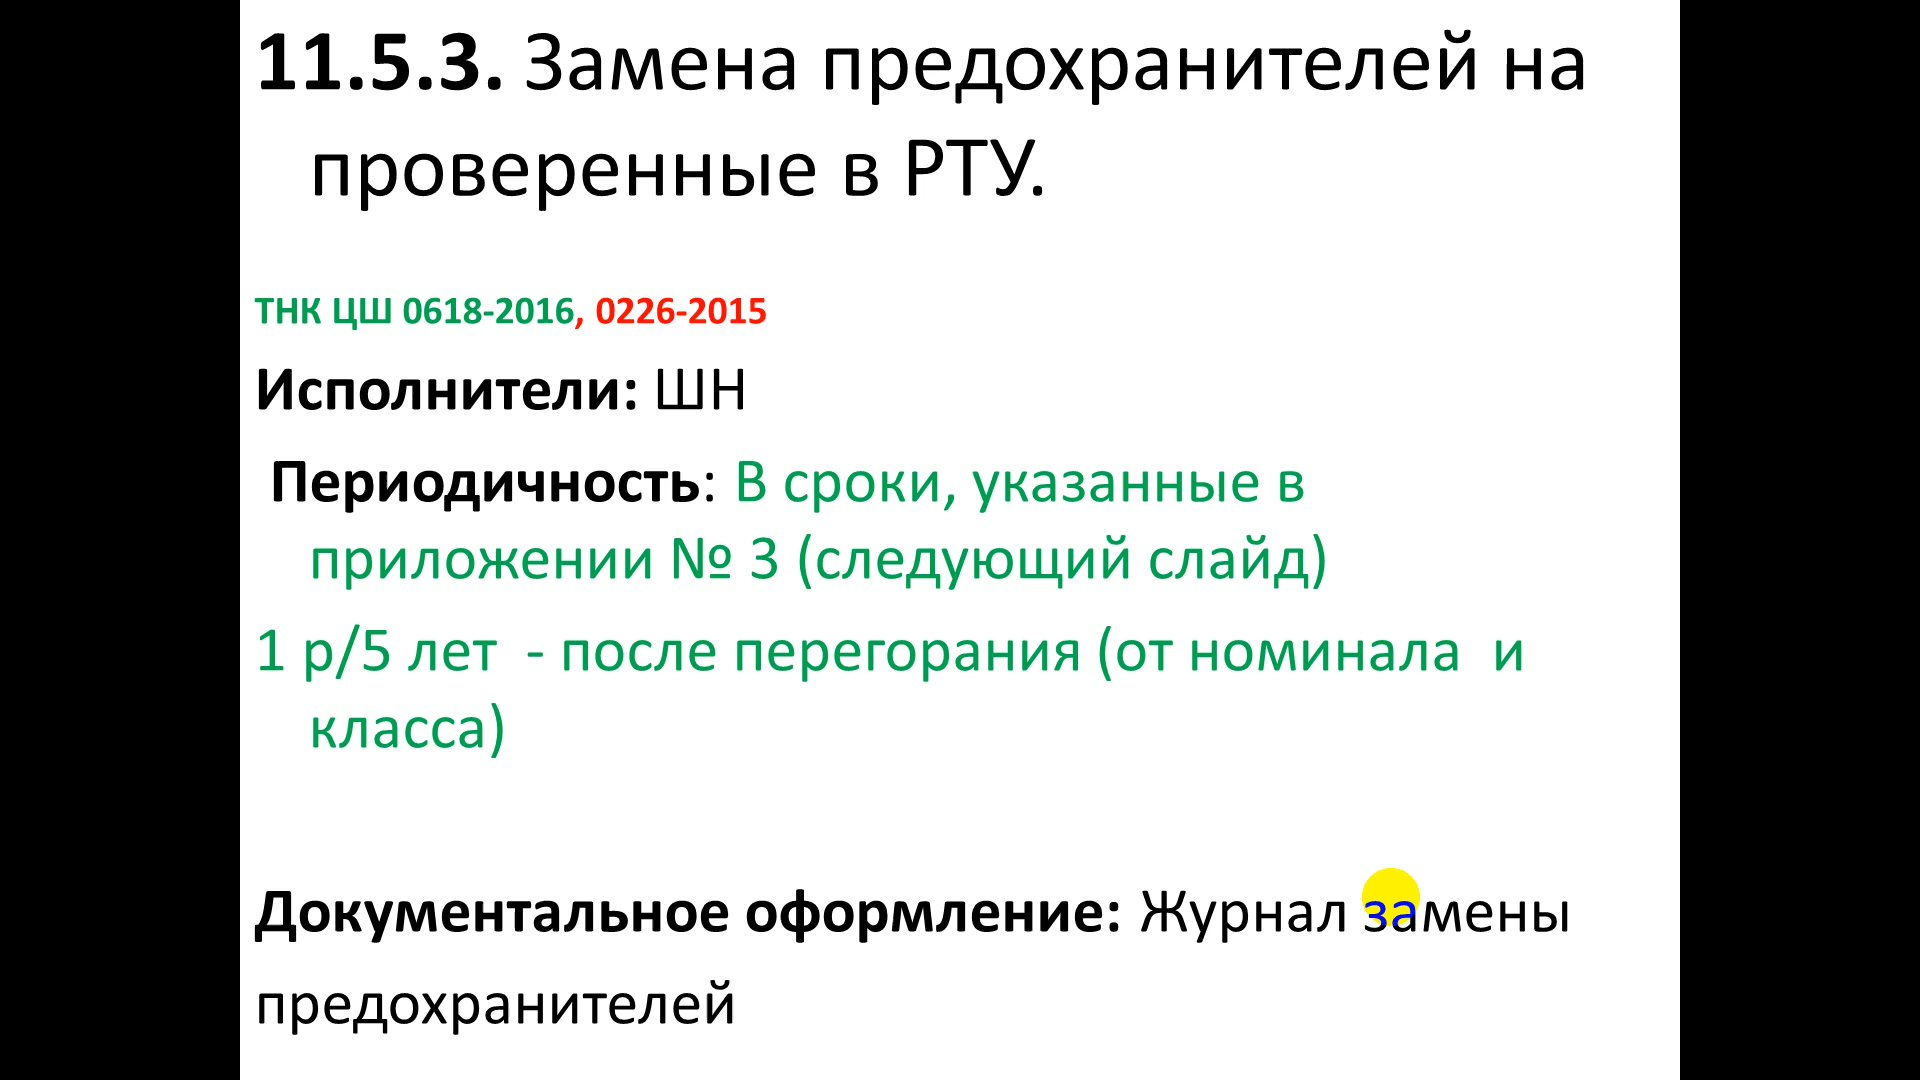 11.5.3. Замена предохранителей на
проверенные в РТУ.
ТНК ЦШ 0618-2016, 0226-2015
Исполнители: ШН
Периодичность: В сроки, указанные в
приложении № 3 (следующий слайд)
1 р/5 лет - после перегорания (от номинала и
класса)
Документальное оформление: Журнал замены
предохранителей